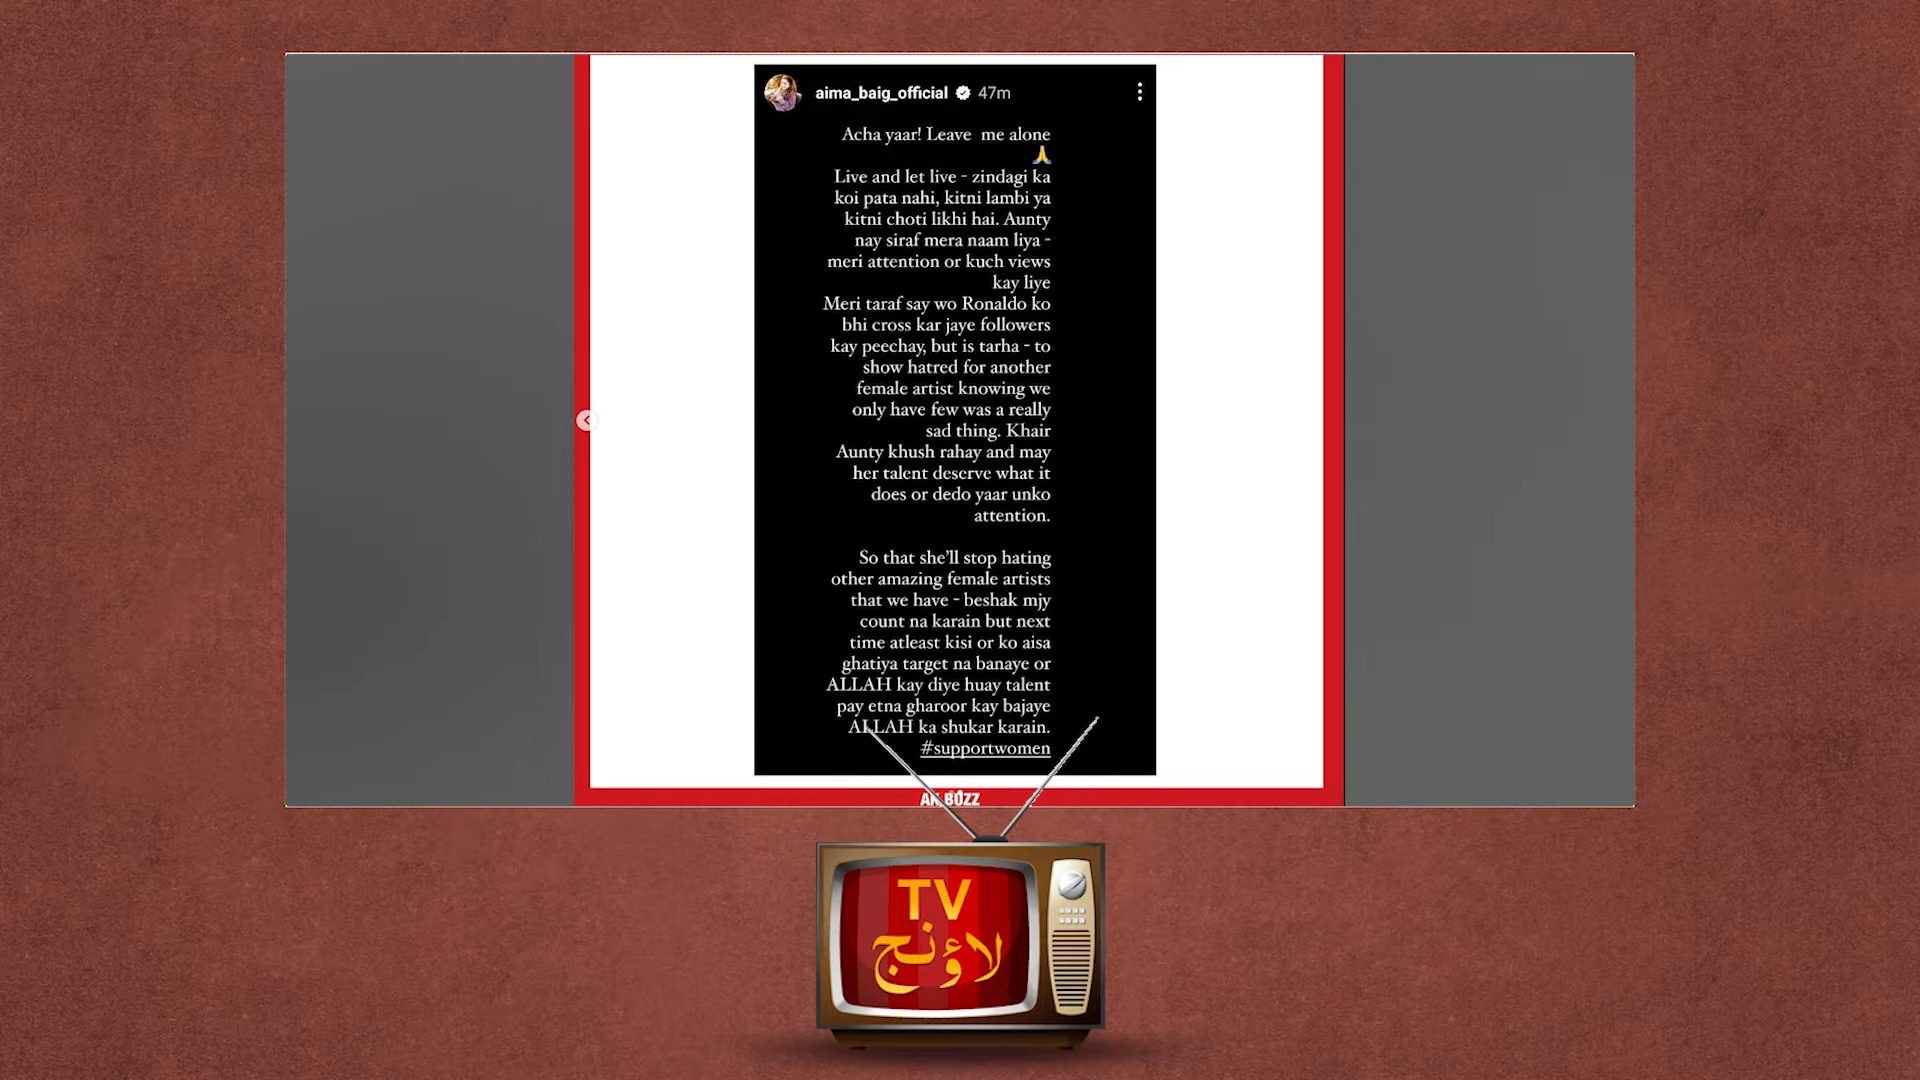 aima_baig_official 47m
Acha yaar! Leave me alone
🙏
Live and let live - zindagi ka
koi pata nahi, kitni lambi ya
kitni choti likhi hai. Aunty
nay siraf mera naam liya -
meri attention or kuch views
kay liye
Meri taraf say wo Ronaldo ko
bhi cross kar jaye followers
kay peechay, but is tarha - to
show hatred for another
female artist knowing we
only have few was a really
sad thing. Khair
Aunty khush rahay and may
her talent deserve what it
does or dedo yaar unko
attention.
So that she'll stop hating
other amazing female artists
that we have - beshak mjy
count na karain but next
time atleast kisi or ko aisa
ghatiya target na banaye or
ALLAH kay diye huay talent
pay etna gharoor kay bajaye
ALLAH ka shukar karain.
#supportwomen
AK BUZZ
TV
لاؤنج